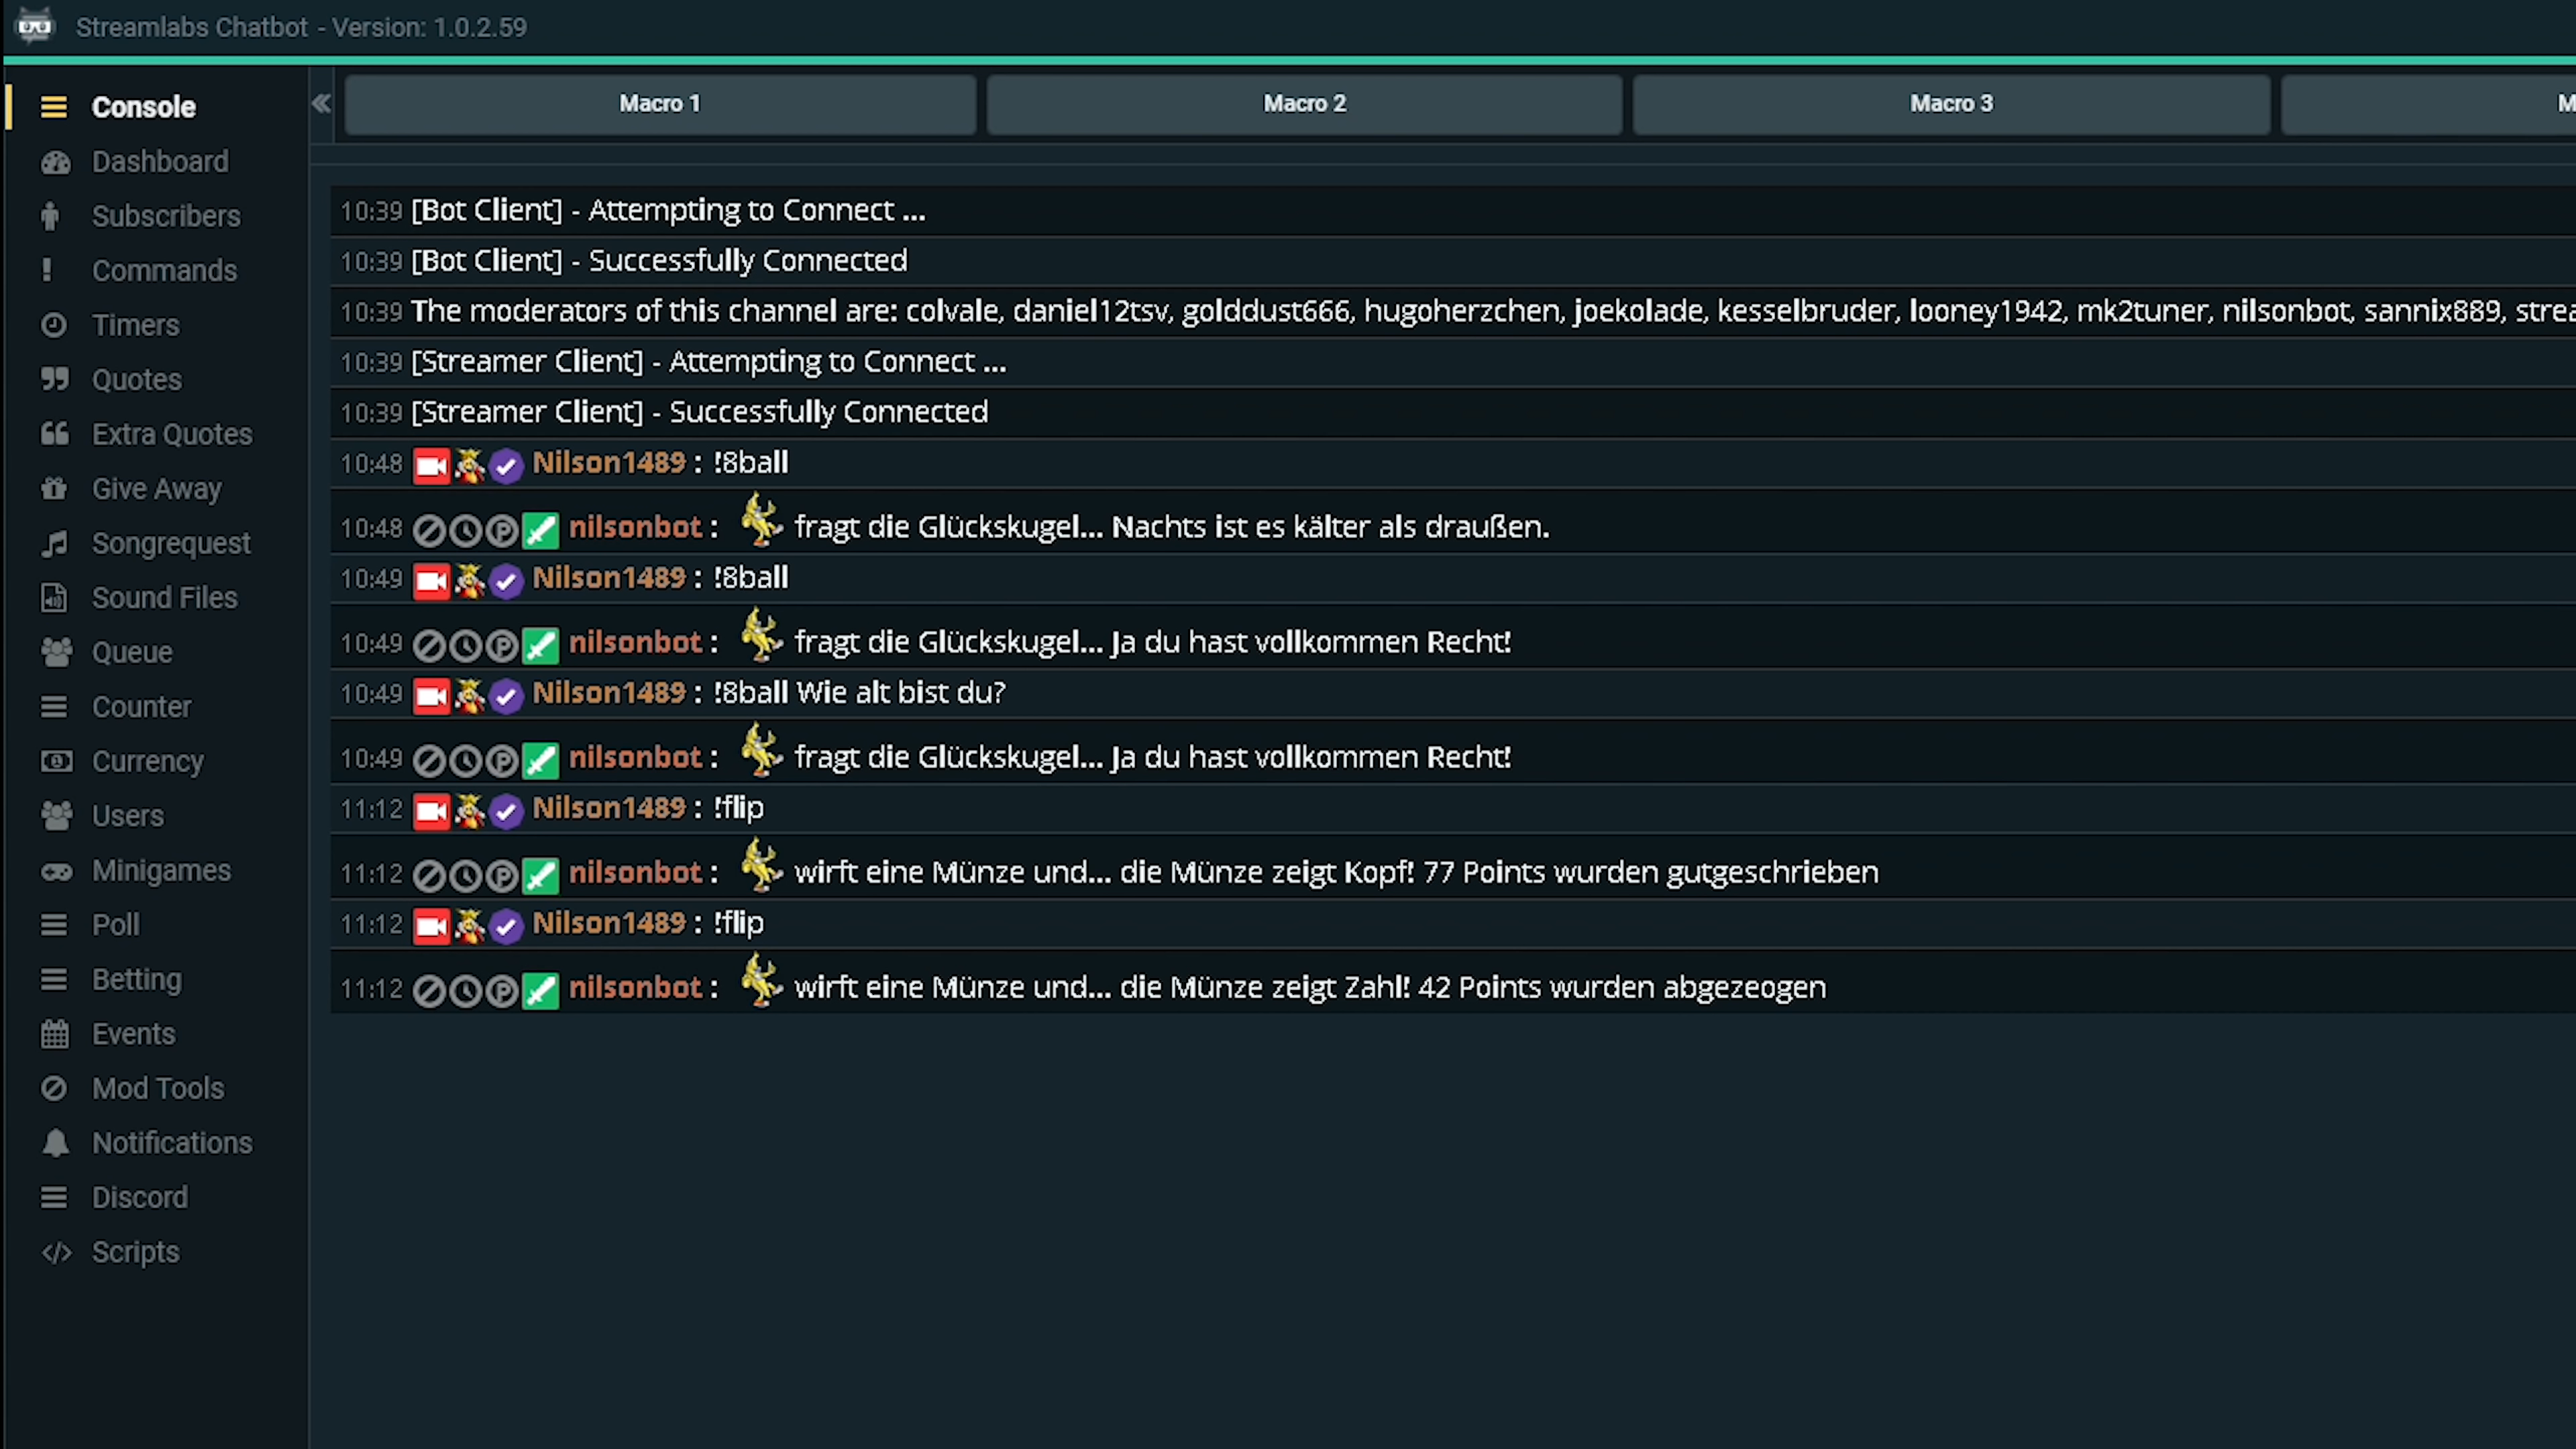 Streamlabs Chatbot - Version: 1.0.2.59
Console
Dashboard
Subscribers
Commands
Timers
Quotes
Extra Quotes
Give Away
Songrequest
Sound Files
Queue
Counter
Currency
Users
Minigames
Poll
Betting
Events
Mod Tools
Notifications
Discord
Scripts
Macro 1
Macro 2
Macro 3
10:39 [Bot Client] - Attempting to Connect ...
10:39 [Bot Client] - Successfully Connected
10:39 The moderators of this channel are: colvale, daniel12tsv, golddust666, hugoherzchen, joekolade, kesselbruder, looney1942, mk2tuner, nilsonbot, sannix889,
10:39 [Streamer Client] - Attempting to Connect ...
10:39 [Streamer Client] - Successfully Connected
10:48 Nilson1489 : !8ball
10:48 nilsonbot : fragt die Glückskugel... Nachts ist es kälter als draußen.
10:49 Nilson1489 : !8ball
10:49 nilsonbot : fragt die Glückskugel... Ja du hast vollkommen Recht!
10:49 Nilson1489 : !8ball Wie alt bist du?
10:49 nilsonbot : fragt die Glückskugel... Ja du hast vollkommen Recht!
11:12 Nilson1489 : !flip
11:12 nilsonbot : wirft eine Münze und... die Münze zeigt Kopf! 77 Points wurden gutgeschrieben
11:12 Nilson1489 : !flip
11:12 nilsonbot : wirft eine Münze und... die Münze zeigt Zahl! 42 Points wurden abgezeogen